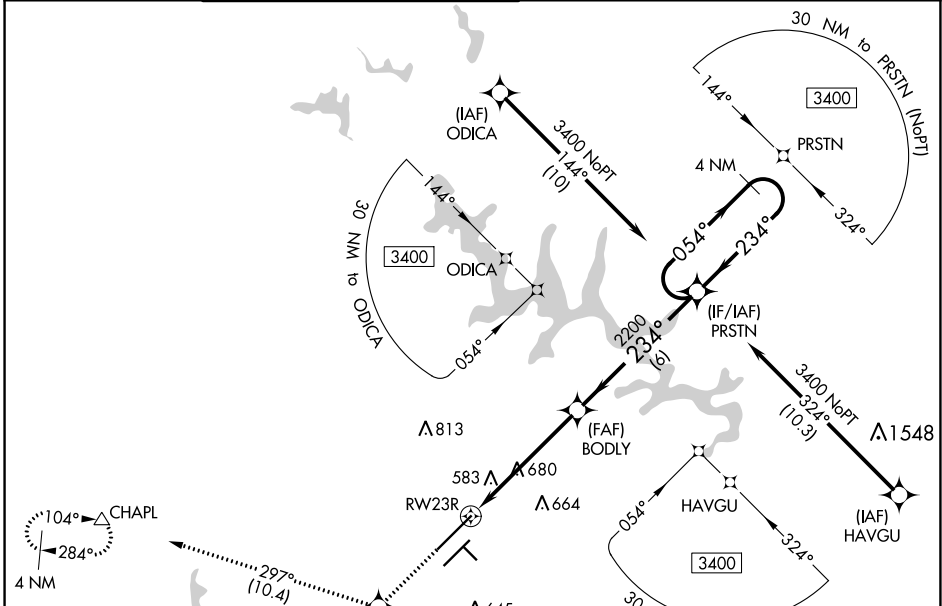 30 NM to PRSTN (NoPT)
144°
3400
PRSTN
324°
(IAF)
ODICA
3400 NoPT
144°
(10)
4 NM
054°
234°
30 NM to ODICA
144°
3400
ODICA
054°
(IF/IAF)
PRSTN
2200
234°
(6)
3400 NoPT
324°
(10.3)
1548
(IAF)
HAVGU
813
(FAF)
BODLY
583
680
664
RW23R
054°
HAVGU
324°
3400
30
104°
CHAPL
284°
4 NM
297°
(10.4)
645